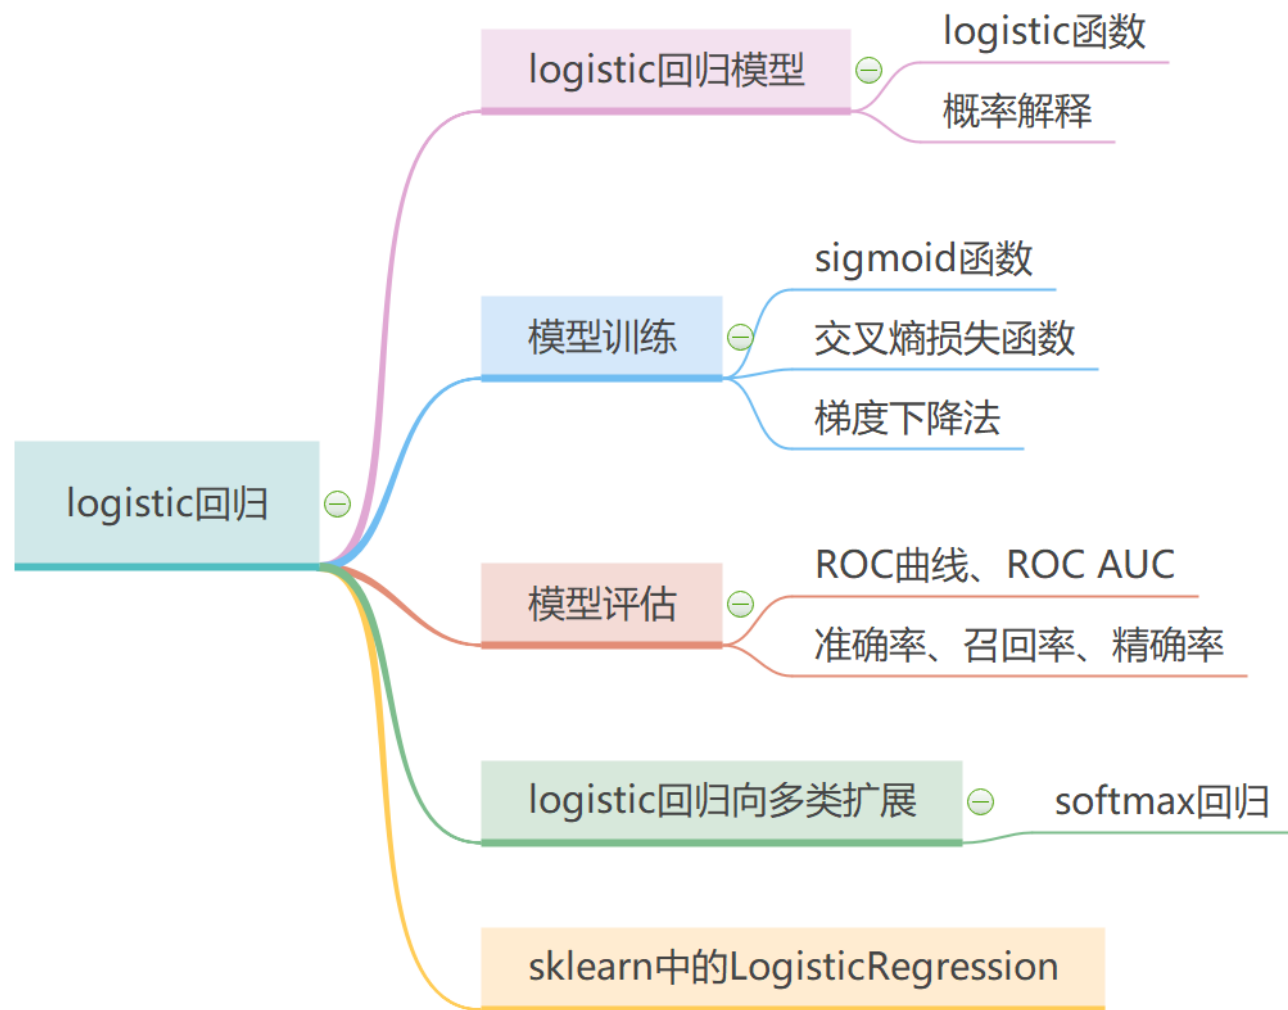 logistic回归
logistic回归模型
logistic函数
概率解释
模型训练
sigmoid函数
交叉熵损失函数
梯度下降法
模型评估
ROC曲线、ROC AUC
准确率、召回率、精确率
logistic回归向多类扩展
softmax回归
sklearn中的LogisticRegression